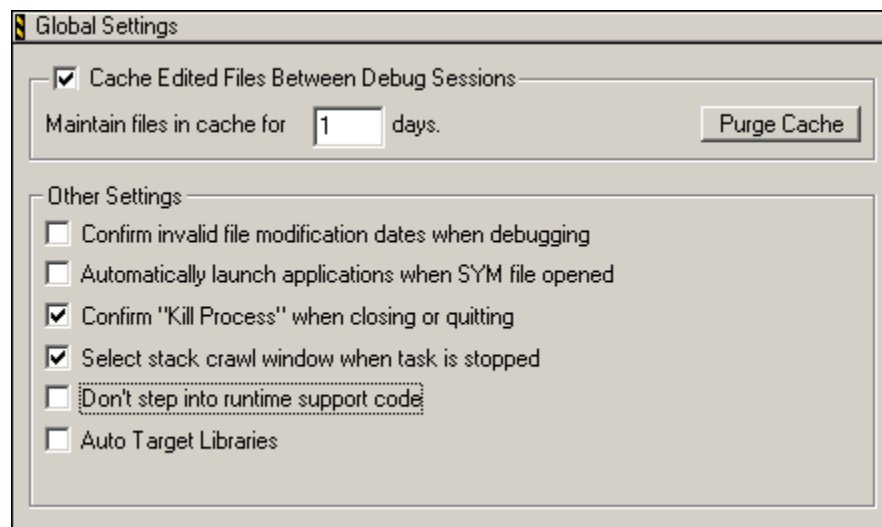 Global Settings
Cache Edited Files Between Debug Sessions
Maintain files in cache for 1 days. Purge Cache
Other Settings
Confirm invalid file modification dates when debugging
Automatically launch applications when SYM file opened
Confirm "Kill Process" when closing or quitting
Select stack crawl window when task is stopped
Don't step into runtime support code
Auto Target Libraries